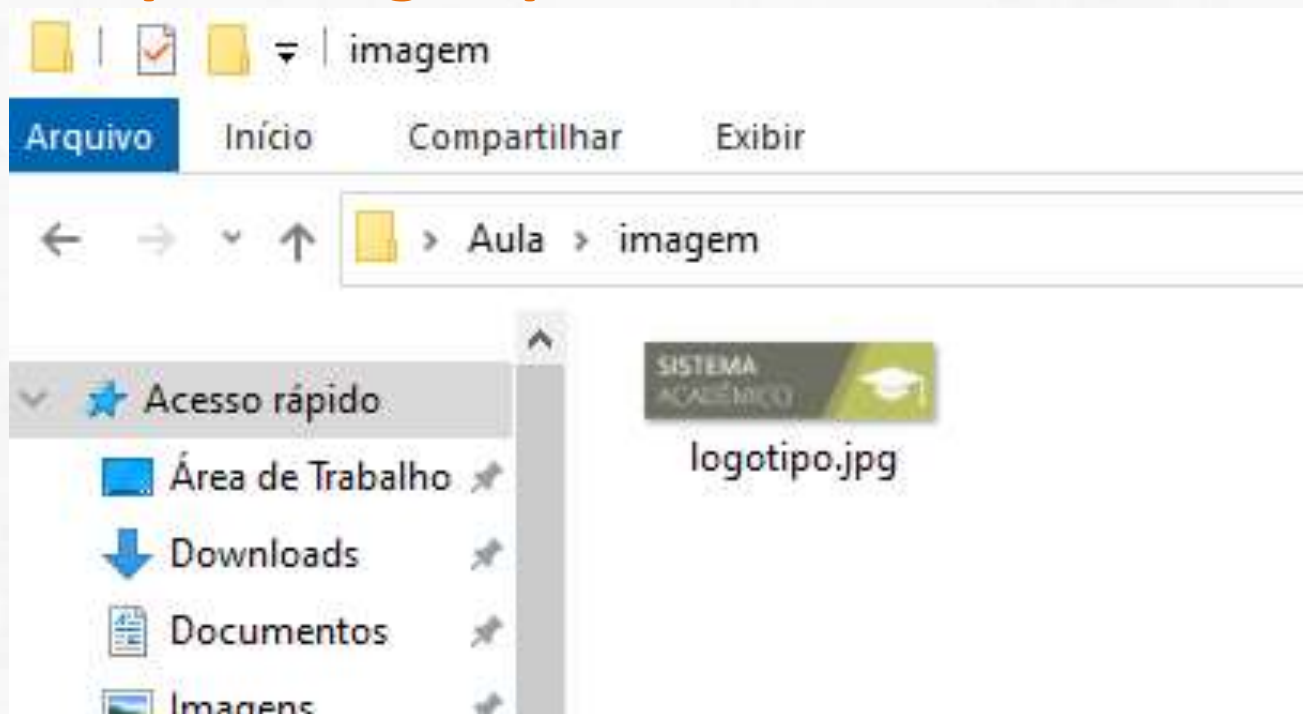 imagem
Arquivo Início Compartilhar Exibir
Aula imagem
Acesso rápido
Área de Trabalho
Downloads
Documentos
Imagens
SISTEMA
ACADÊMICO
logotipo.jpg